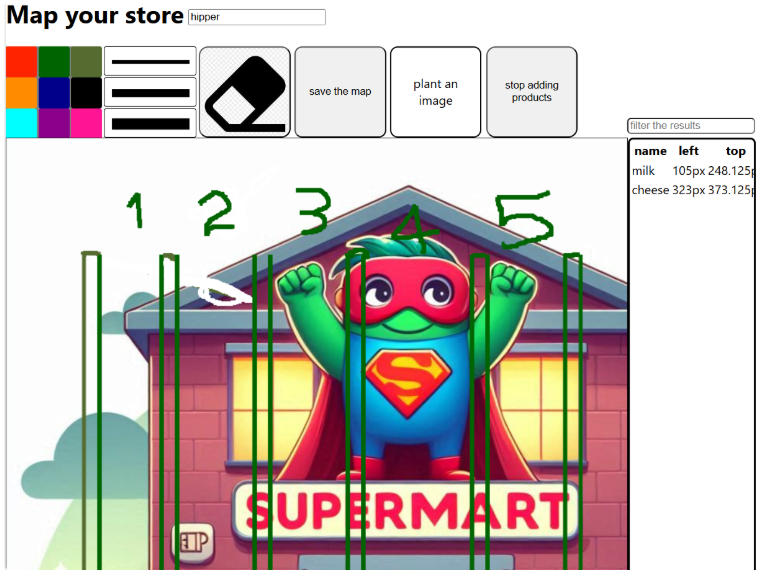 Map your store hipper
save the map
plant an
image
stop adding
products
filter the results
name left top
milk 105px 248.125p
cheese 323px 373.125p
1 2 3 4 5
S
SUPERMART